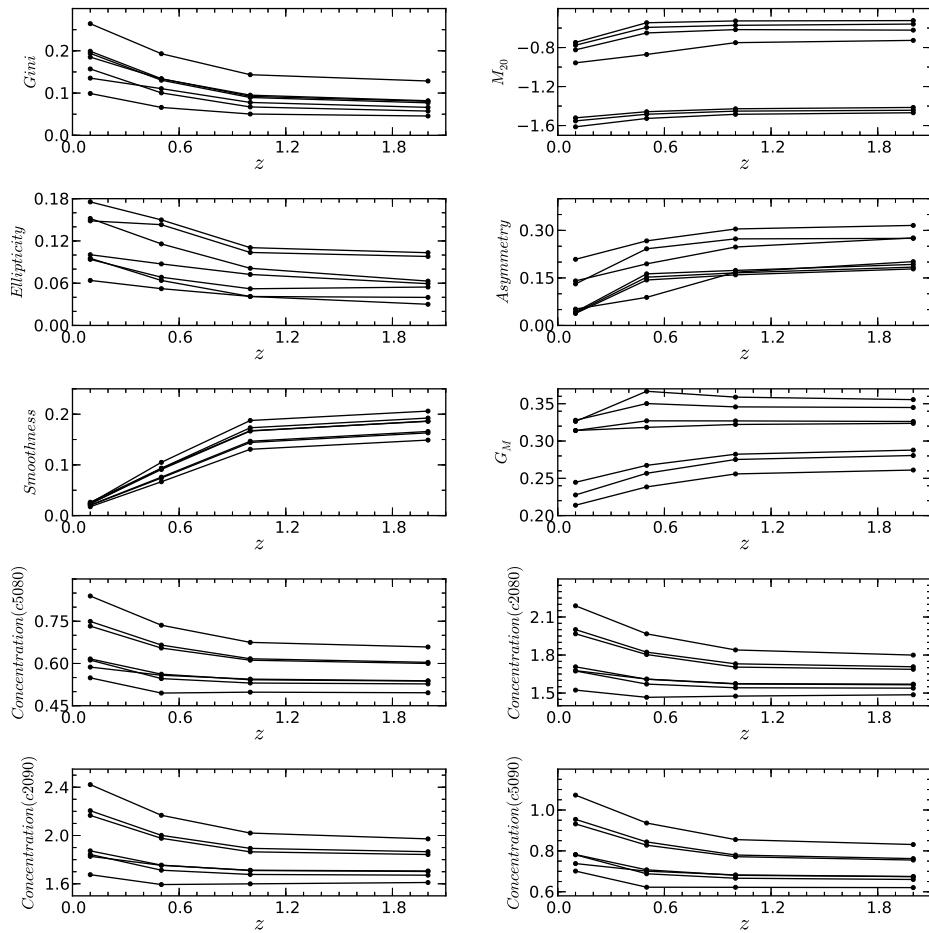 Gini
0.2
0.1
0.0
0.0 0.6 1.2 1.8
z
M20
−0.8
−1.2
−1.6
0.0 0.6 1.2 1.8
z
Ellipticity
0.18
0.12
0.06
0.00
0.0 0.6 1.2 1.8
z
Asymmetry
0.30
0.15
0.00
0.0 0.6 1.2 1.8
z
Smoothness
0.2
0.1
0.0
0.0 0.6 1.2 1.8
z
GM
0.35
0.30
0.25
0.20
0.0 0.6 1.2 1.8
z
Concentration(c5080)
0.75
0.60
0.45
0.0 0.6 1.2 1.8
z
Concentration(c2080)
2.1
1.8
1.5
0.0 0.6 1.2 1.8
z
Concentration(c2090)
2.4
2.0
1.6
0.0 0.6 1.2 1.8
z
Concentration(c5090)
1.0
0.8
0.6
0.0 0.6 1.2 1.8
z